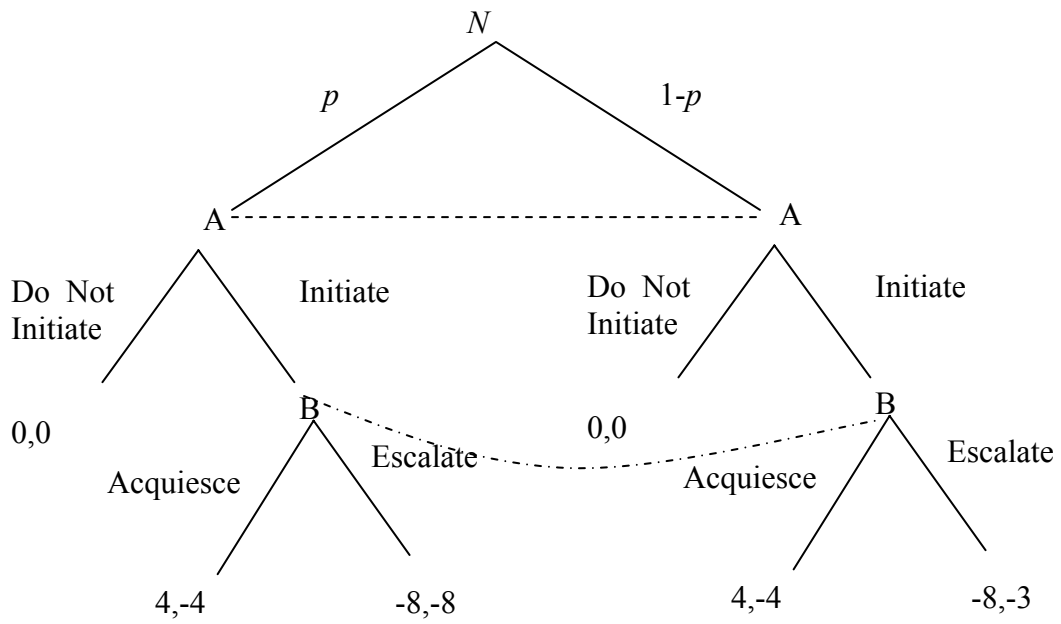 N
p
1-p
A
A
Do Not
Initiate
Initiate
Do Not
Initiate
Initiate
B
B
0,0
0,0
Escalate
Escalate
Acquiesce
Acquiesce
4,-4
-8,-8
4,-4
-8,-3